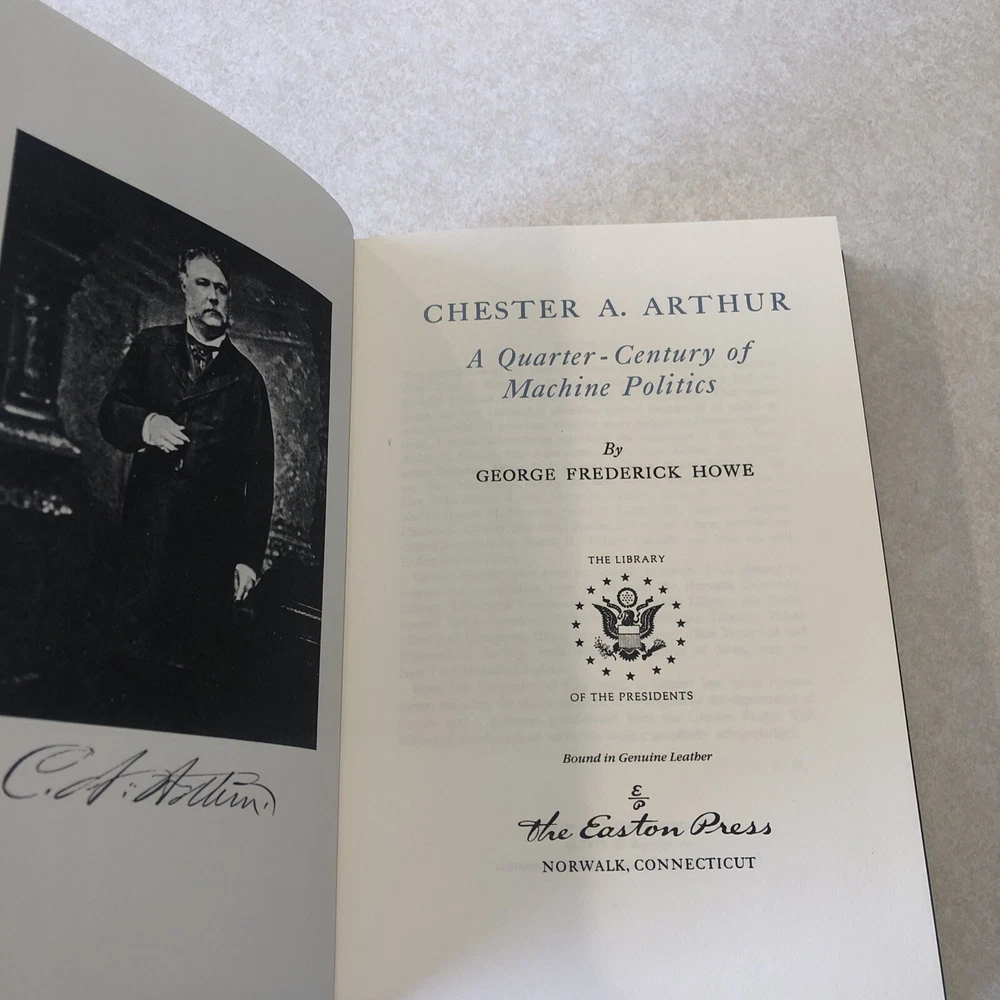 C. A. Arthur.
CHESTER A. ARTHUR
A Quarter-Century of
Machine Politics
By
GEORGE FREDERICK HOWE
THE LIBRARY
OF THE PRESIDENTS
Bound in Genuine Leather
E/P
the Easton Press
NORWALK, CONNECTICUT